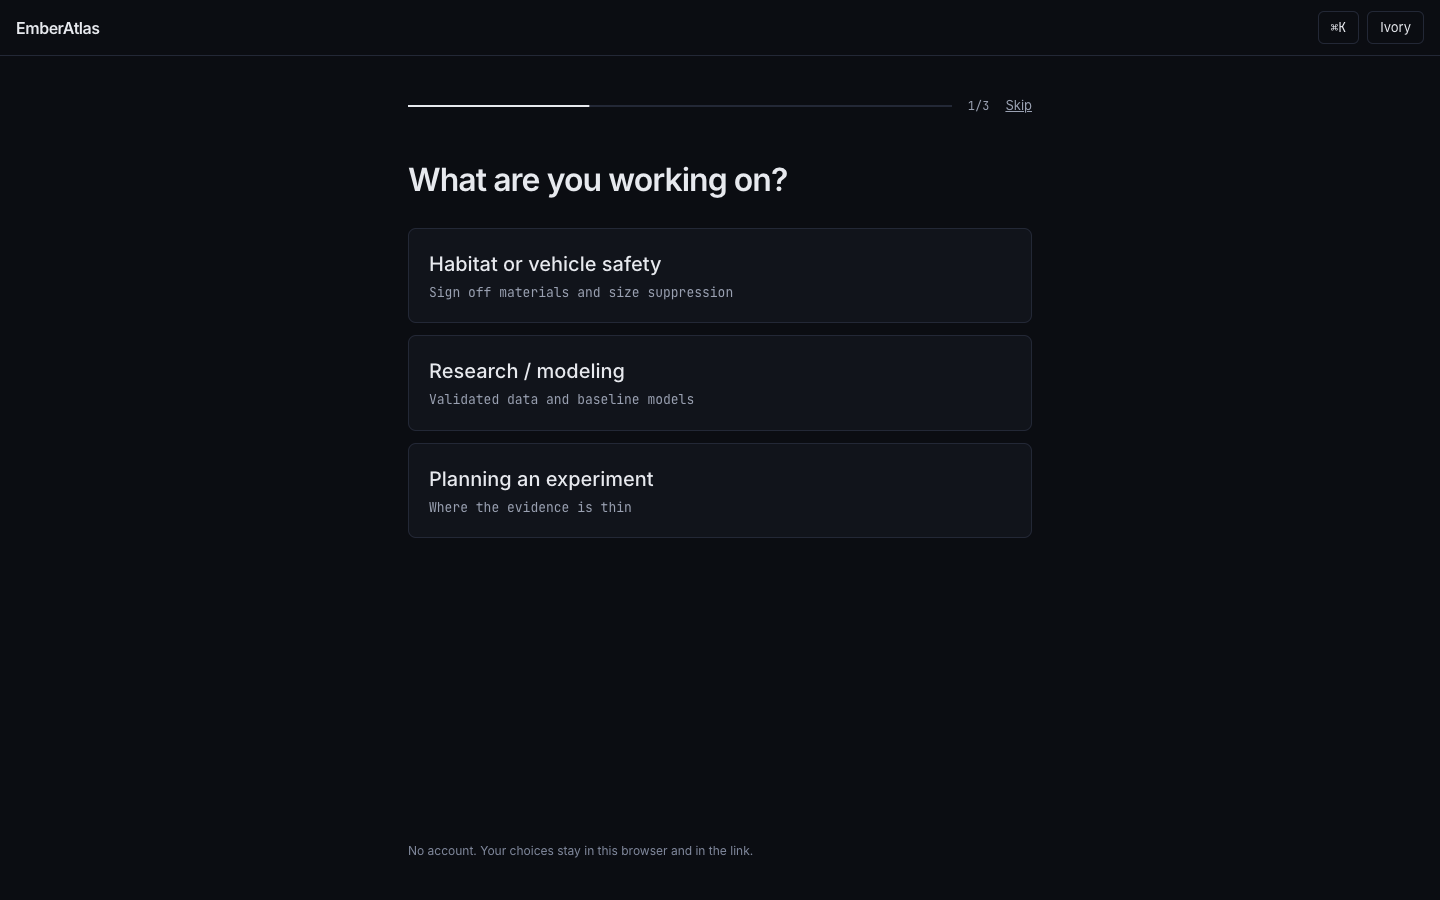 EmberAtlas
⌘K
Ivory
1/3
Skip
What are you working on?
Habitat or vehicle safety
Sign off materials and size suppression
Research / modeling
Validated data and baseline models
Planning an experiment
Where the evidence is thin
No account. Your choices stay in this browser and in the link.